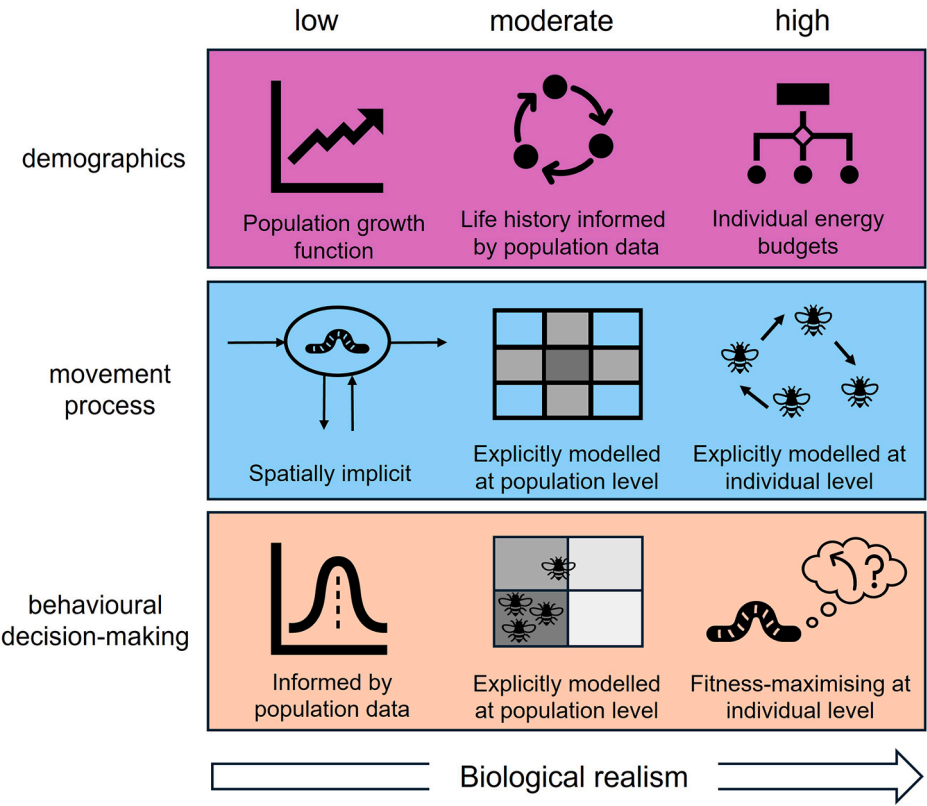 low moderate high
demographics
Population growth
function
Life history informed
by population data
Individual energy
budgets
movement
process
Spatially implicit
Explicitly modelled
at population level
Explicitly modelled at
individual level
behavioural
decision-making
?
Informed by
population data
Explicitly modelled
at population level
Fitness-maximising at
individual level
Biological realism